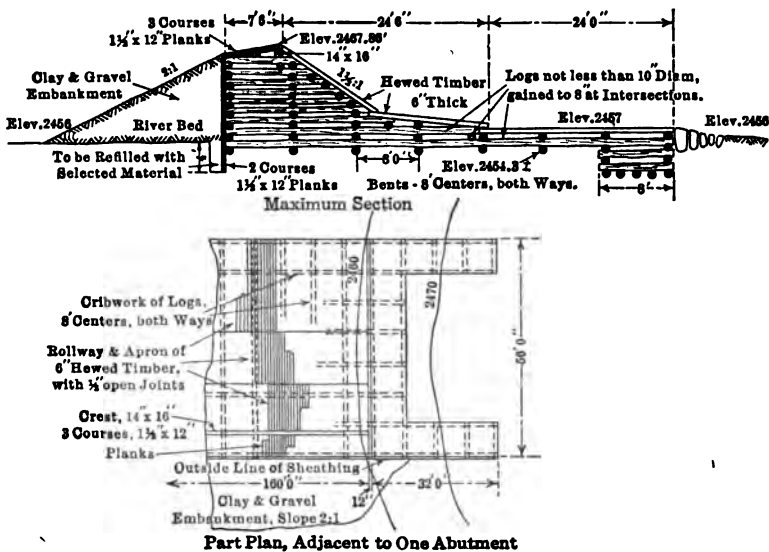 3 Courses
1½"x 12" Planks
7'6"
24'6"
24'0"
Elev. 2467.86'
14"x 16"
2:1
1½:1
Clay & Gravel
Embankment
Hewed Timber
6" Thick
Logs not less than 10" Diam,
gained to 8" at Intersections.
Elev. 2456
River Bed
Elev. 2457
Elev. 2456
To be Refilled with
Selected Material
2 Courses
1½"x 12" Planks
8'0"
Elev. 2454.3±
Bents - 8' Centers, both Ways.
8'
Maximum Section
2460
2470
Cribwork of Logs,
8' Centers, both Ways
Rollway & Apron of
6" Hewed Timber,
with ½" open Joints
56'0"
Crest, 14"x 16"
3 Courses, 1½"x 12"
Planks
Outside Line of Sheathing
160'0"
12"
32'0"
Clay & Gravel
Embankment, Slope 2:1
Part Plan, Adjacent to One Abutment